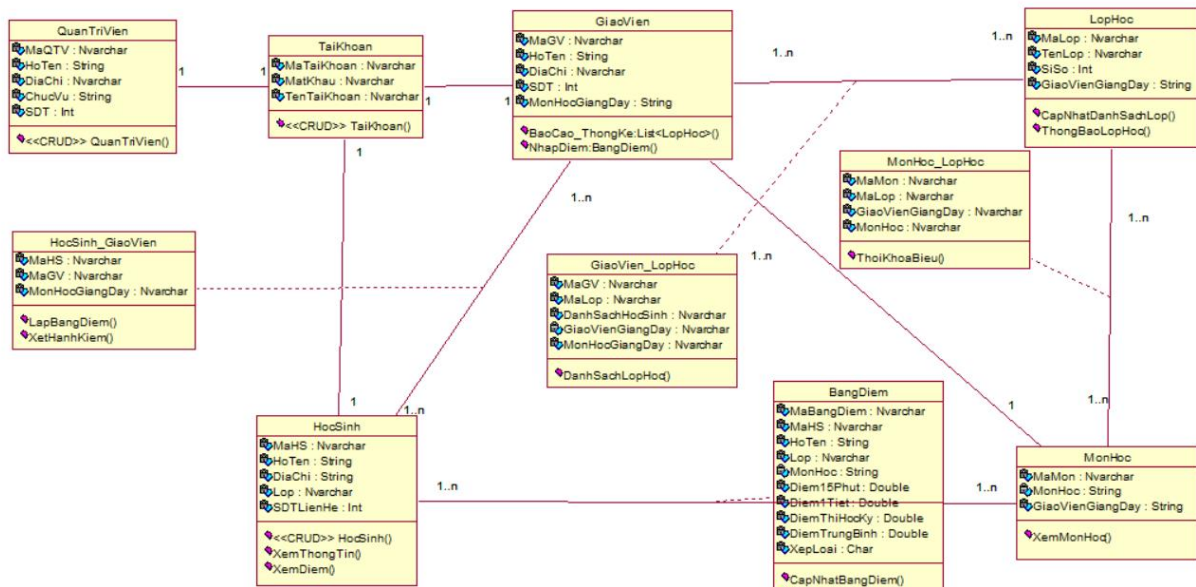 QuanTriVien
MaQTV : Nvarchar
HoTen : String
DiaChi : Nvarchar
ChucVu : String
SDT : Int
<<CRUD>> QuanTriVien()
1
1
TaiKhoan
MaTaiKhoan : Nvarchar
MatKhau : Nvarchar
TenTaiKhoan : Nvarchar
<<CRUD>> TaiKhoan()
1
1
1
GiaoVien
MaGV : Nvarchar
HoTen : String
DiaChi : Nvarchar
SDT : Int
MonHocGiangDay : String
BaoCao_ThongKe:List<LopHoc>()
NhapDiem:BangDiem()
1..n
1..n
LopHoc
MaLop : Nvarchar
TenLop : Nvarchar
SiSo : Int
GiaoVienGiangDay : String
CapNhatDanhSachLop()
ThongBaoLopHoc()
MonHoc_LopHoc
MaMon : Nvarchar
MaLop : Nvarchar
GiaoVienGiangDay : Nvarchar
MonHoc : Nvarchar
ThoiKhoaBieu()
1..n
1..n
1..n
HocSinh_GiaoVien
MaHS : Nvarchar
MaGV : Nvarchar
MonHocGiangDay : Nvarchar
LapBangDiem()
XetHanhKiem()
GiaoVien_LopHoc
MaGV : Nvarchar
MaLop : Nvarchar
DanhSachHocSinh : Nvarchar
GiaoVienGiangDay : Nvarchar
MonHocGiangDay : Nvarchar
DanhSachLopHoc()
1
1..n
1
1..n
HocSinh
MaHS : Nvarchar
HoTen : String
DiaChi : String
Lop : Nvarchar
SDTLienHe : Int
<<CRUD>> HocSinh()
XemThongTin()
XemDiem()
1..n
BangDiem
MaBangDiem : Nvarchar
MaHS : Nvarchar
HoTen : String
Lop : Nvarchar
MonHoc : String
Diem15Phut : Double
Diem1Tiet : Double
DiemThiHocKy : Double
DiemTrungBinh : Double
XepLoai : Char
CapNhatBangDiem()
1..n
MonHoc
MaMon : Nvarchar
MonHoc : String
GiaoVienGiangDay : String
XemMonHoc()